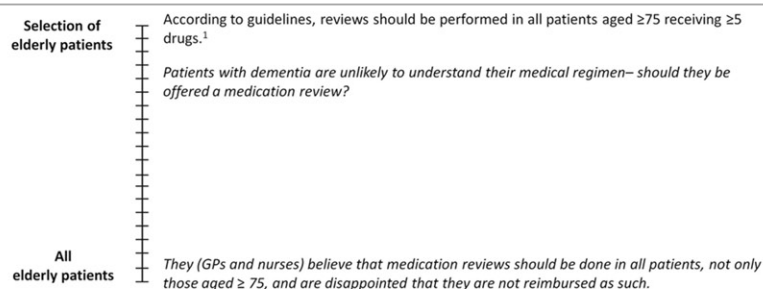 Selection of
elderly patients
According to guidelines, reviews should be performed in all patients aged ≥75 receiving ≥5
drugs.1
Patients with dementia are unlikely to understand their medical regimen– should they be
offered a medication review?
All
elderly patients
They (GPs and nurses) believe that medication reviews should be done in all patients, not only
those aged ≥ 75, and are disappointed that they are not reimbursed as such.